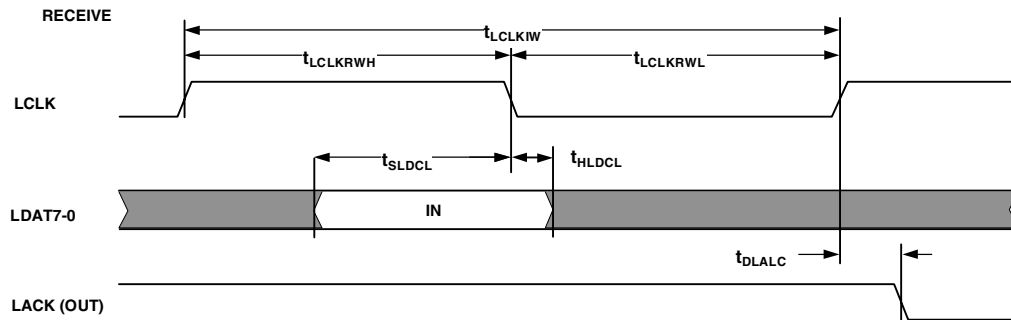 RECEIVE
tLCLKIW
tLCLKRWH
tLCLKRWL
LCLK
tSLDCL
tHLDCL
LDAT7-0
IN
tDLALC
LACK (OUT)